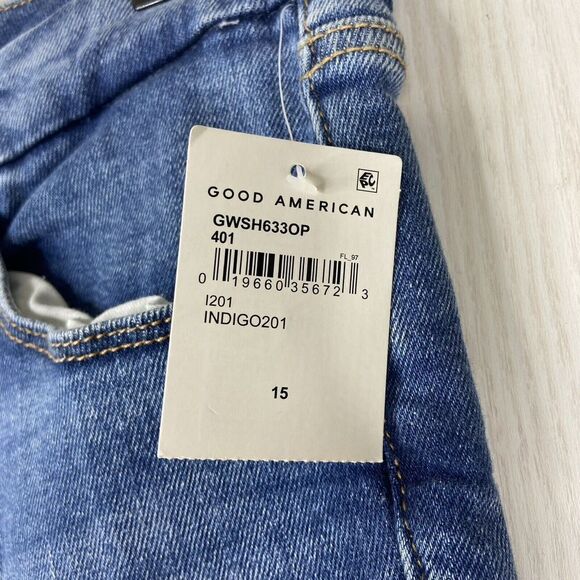 GOOD AMERICAN
GWSH633OP
401
FL_97
0 19660 35672 3
I201
INDIGO201
15